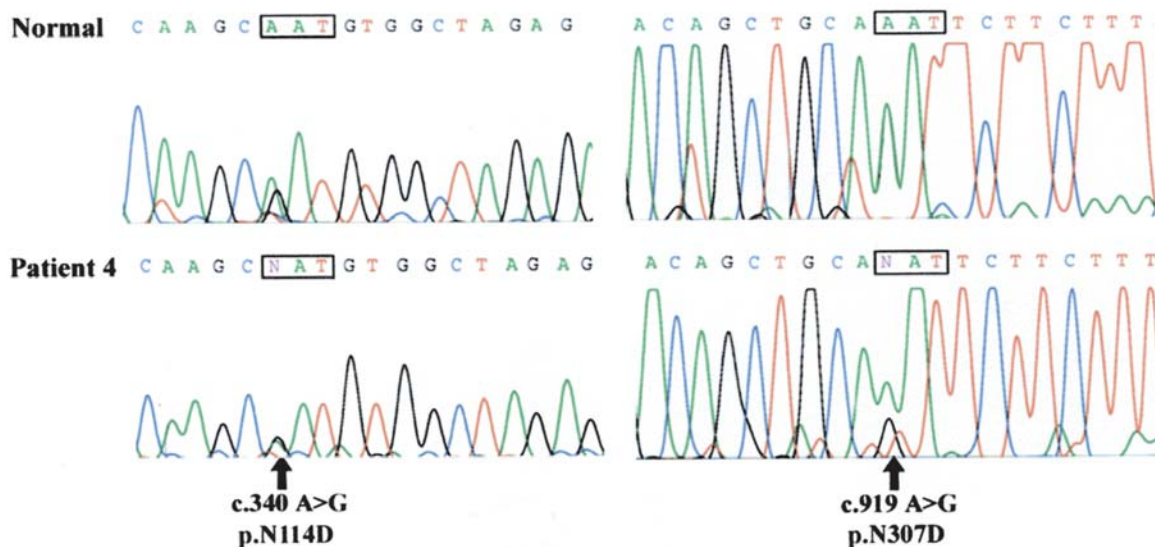 Normal C A A G C A A T G T G G C T A G A G A C A G C T G C A A A T T C T T C T T T
Patient 4 C A A G C N A T G T G G C T A G A G A C A G C T G C A N A T T C T T C T T T
c.340 A>G c.919 A>G
p.N114D p.N307D